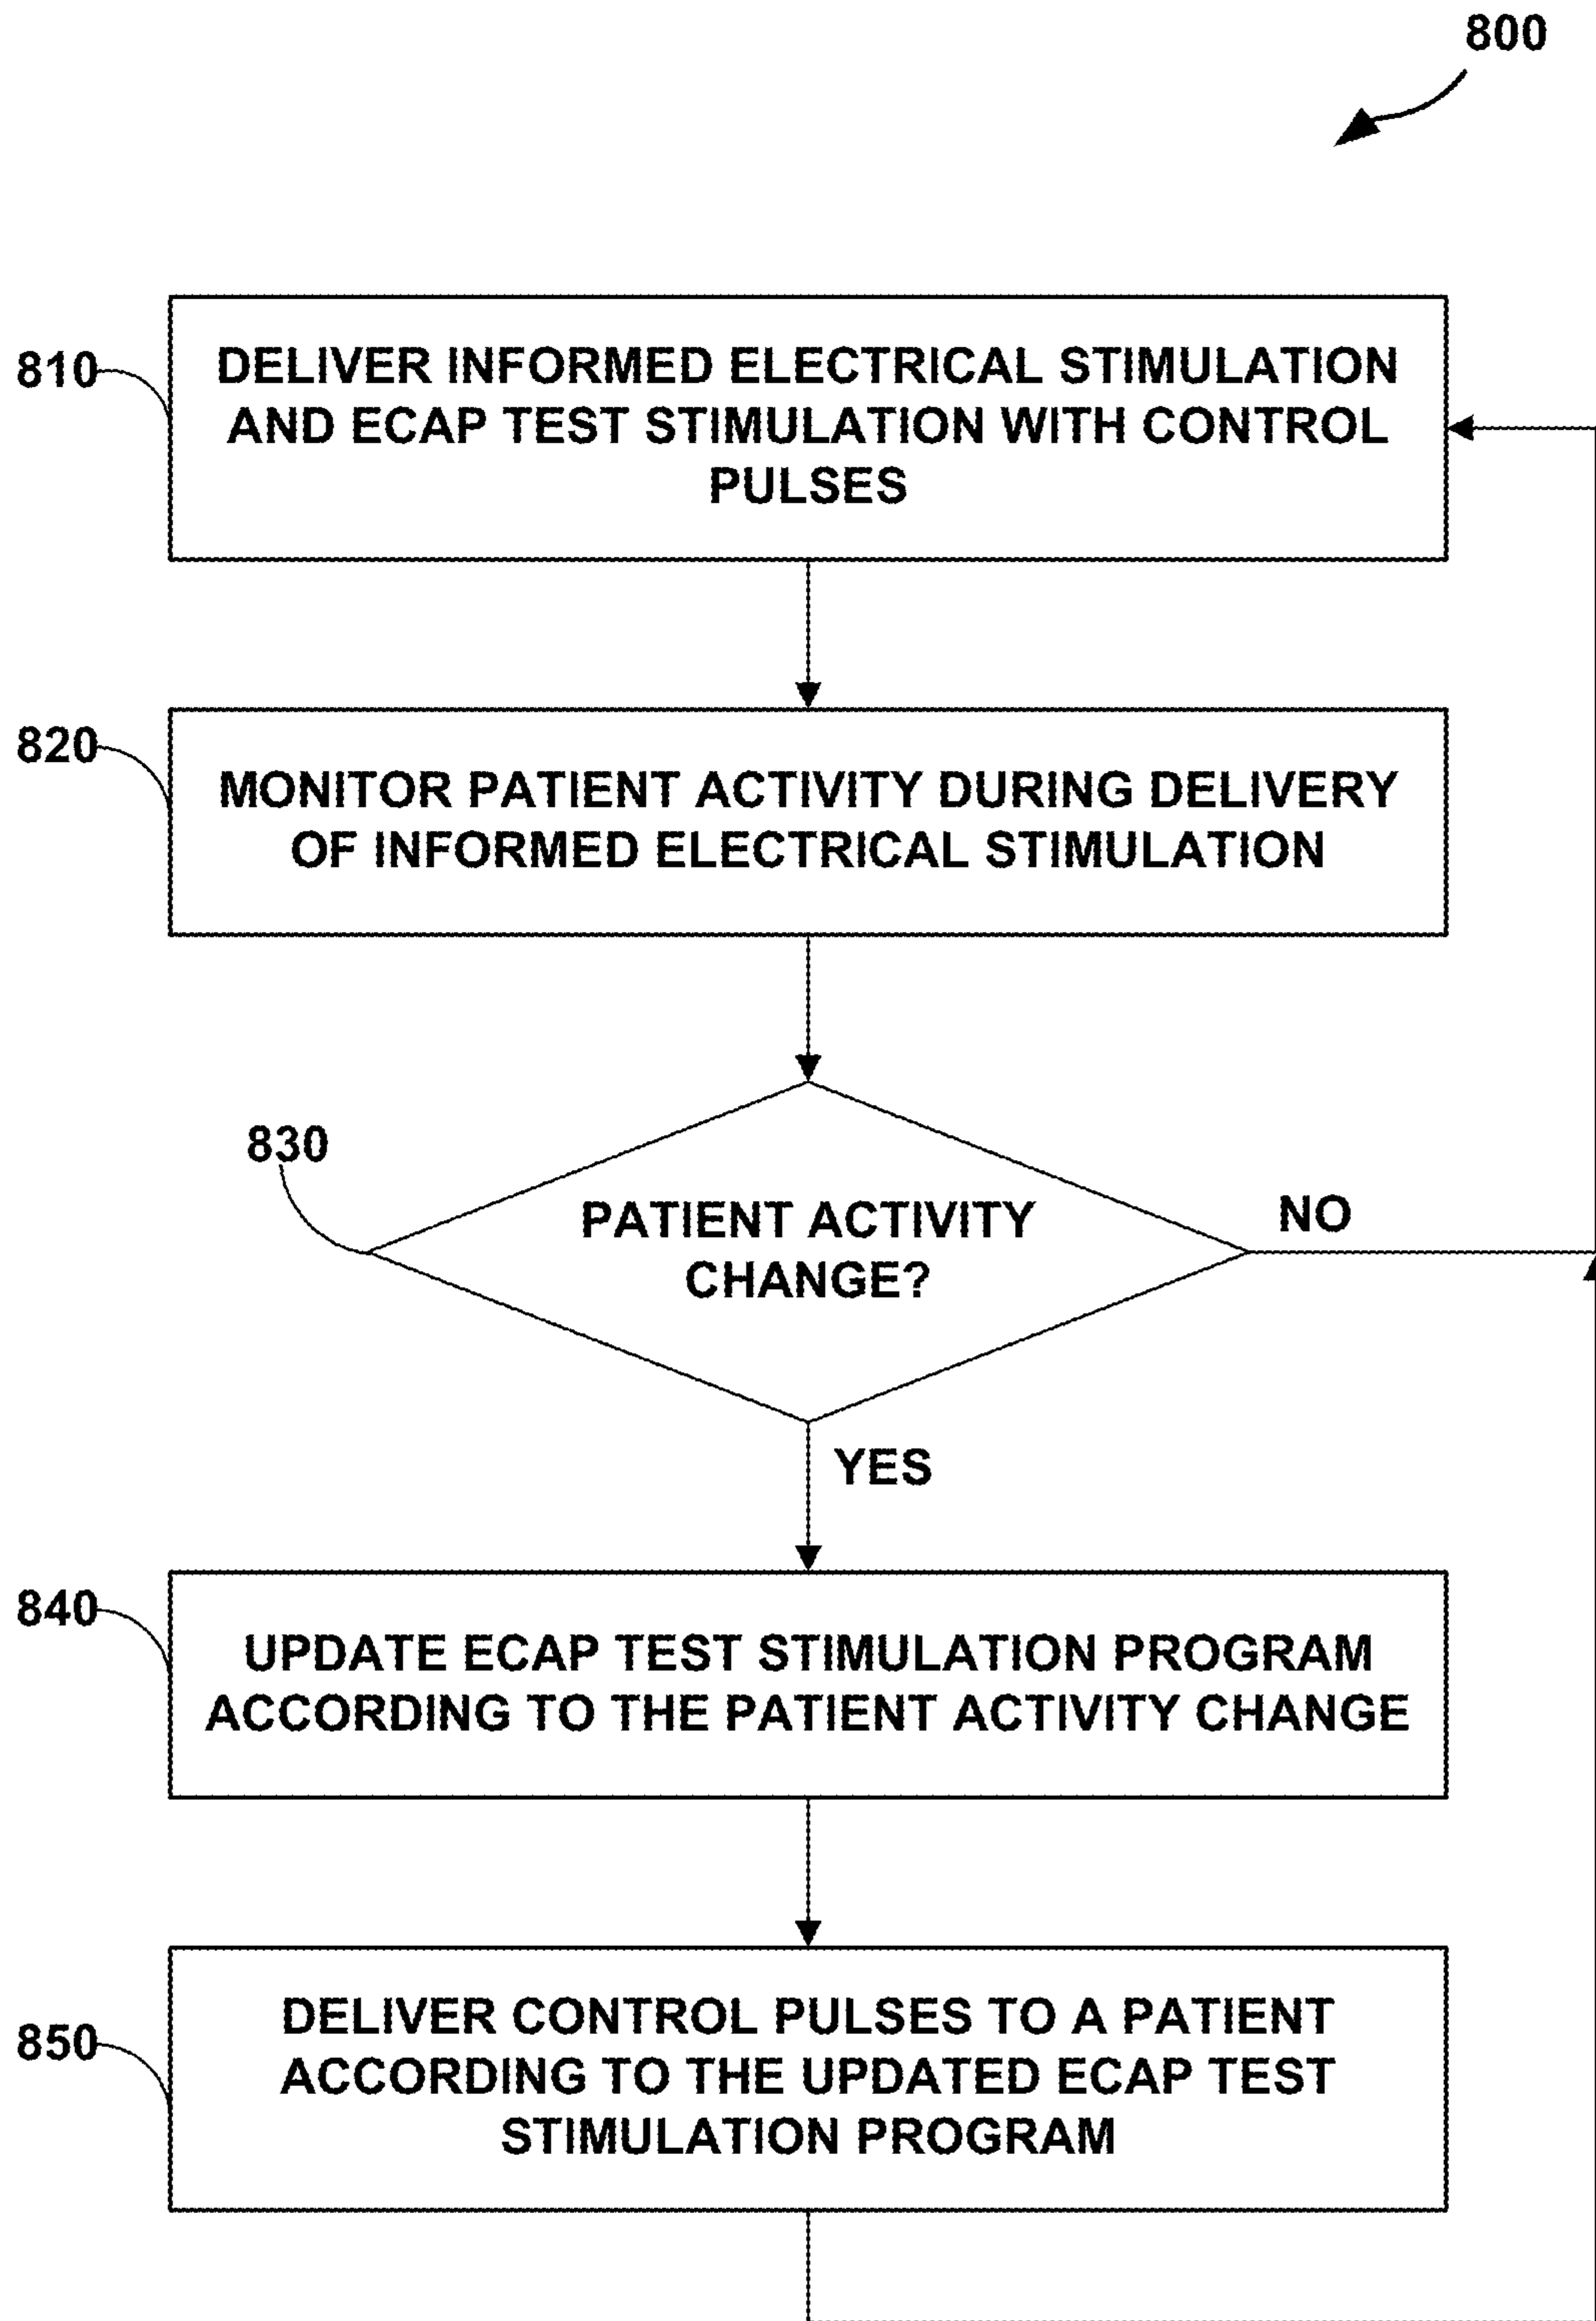 800
810
DELIVER INFORMED ELECTRICAL STIMULATION
AND ECAP TEST STIMULATION WITH CONTROL
PULSES
820
MONITOR PATIENT ACTIVITY DURING DELIVERY
OF INFORMED ELECTRICAL STIMULATION
830
PATIENT ACTIVITY
CHANGE?
NO
YES
840
UPDATE ECAP TEST STIMULATION PROGRAM
ACCORDING TO THE PATIENT ACTIVITY CHANGE
850
DELIVER CONTROL PULSES TO A PATIENT
ACCORDING TO THE UPDATED ECAP TEST
STIMULATION PROGRAM